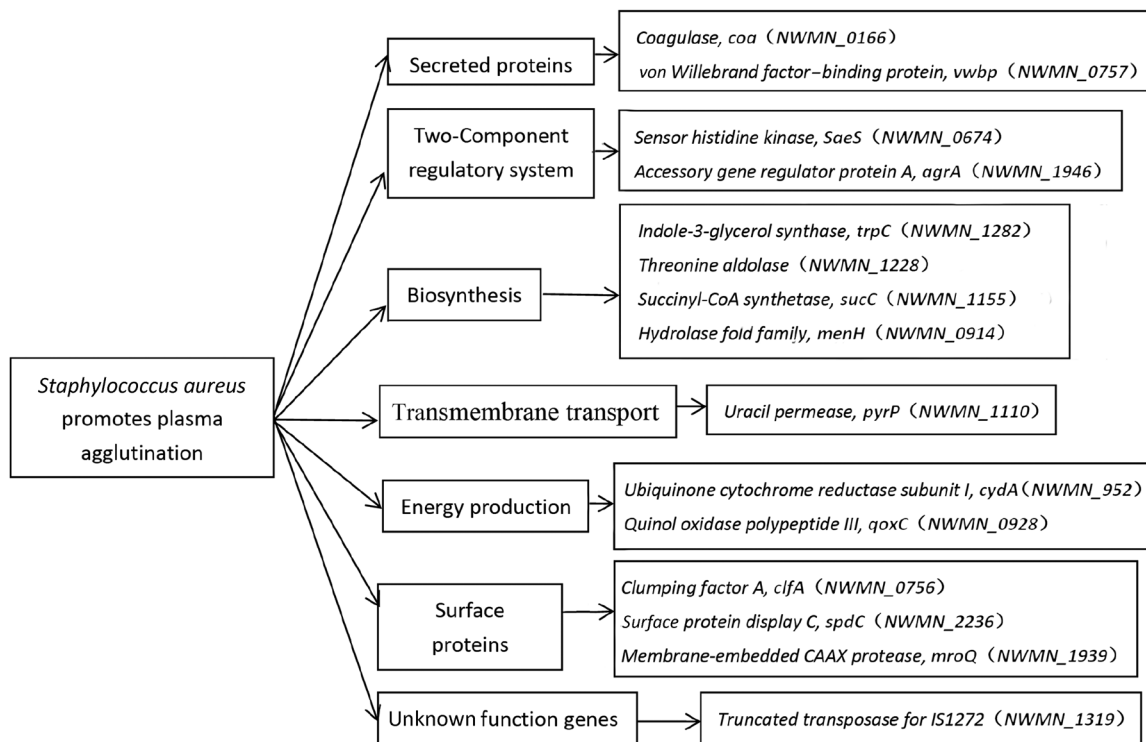 Staphylococcus aureus
promotes plasma
agglutination
Secreted proteins
Coagulase, coa（NWMN_0166）
von Willebrand factor–binding protein, vwbp（NWMN_0757）
Two-Component
regulatory system
Sensor histidine kinase, SaeS（NWMN_0674）
Accessory gene regulator protein A, agrA（NWMN_1946）
Biosynthesis
Indole-3-glycerol synthase, trpC（NWMN_1282）
Threonine aldolase（NWMN_1228）
Succinyl-CoA synthetase, sucC（NWMN_1155）
Hydrolase fold family, menH（NWMN_0914）
Transmembrane transport
Uracil permease, pyrP（NWMN_1110）
Energy production
Ubiquinone cytochrome reductase subunit I, cydA（NWMN_952）
Quinol oxidase polypeptide III, qoxC（NWMN_0928）
Surface
proteins
Clumping factor A, clfA（NWMN_0756）
Surface protein display C, spdC（NWMN_2236）
Membrane-embedded CAAX protease, mroQ（NWMN_1939）
Unknown function genes
Truncated transposase for IS1272（NWMN_1319）